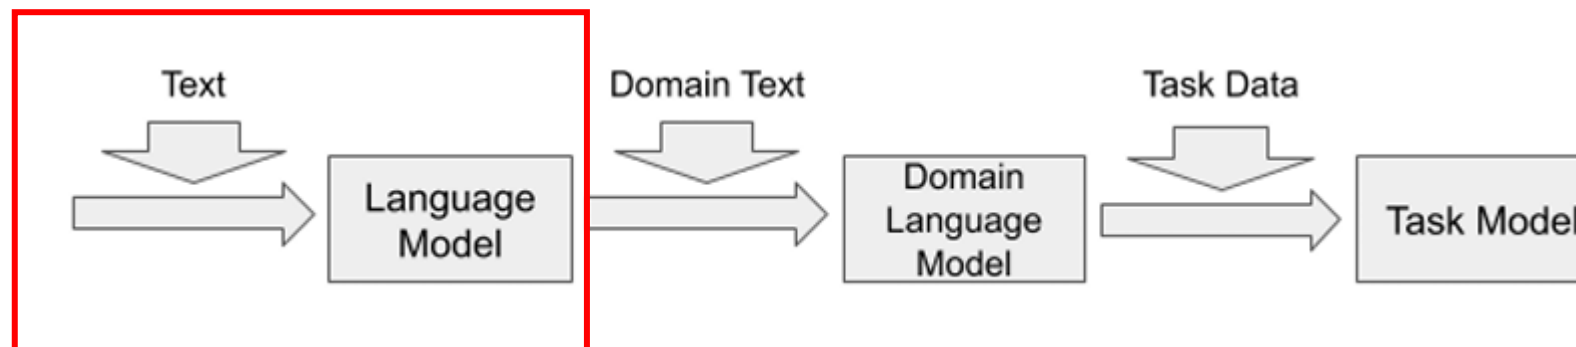 Text
Domain Text
Task Data
Language
Model
Domain
Language
Model
Task Model